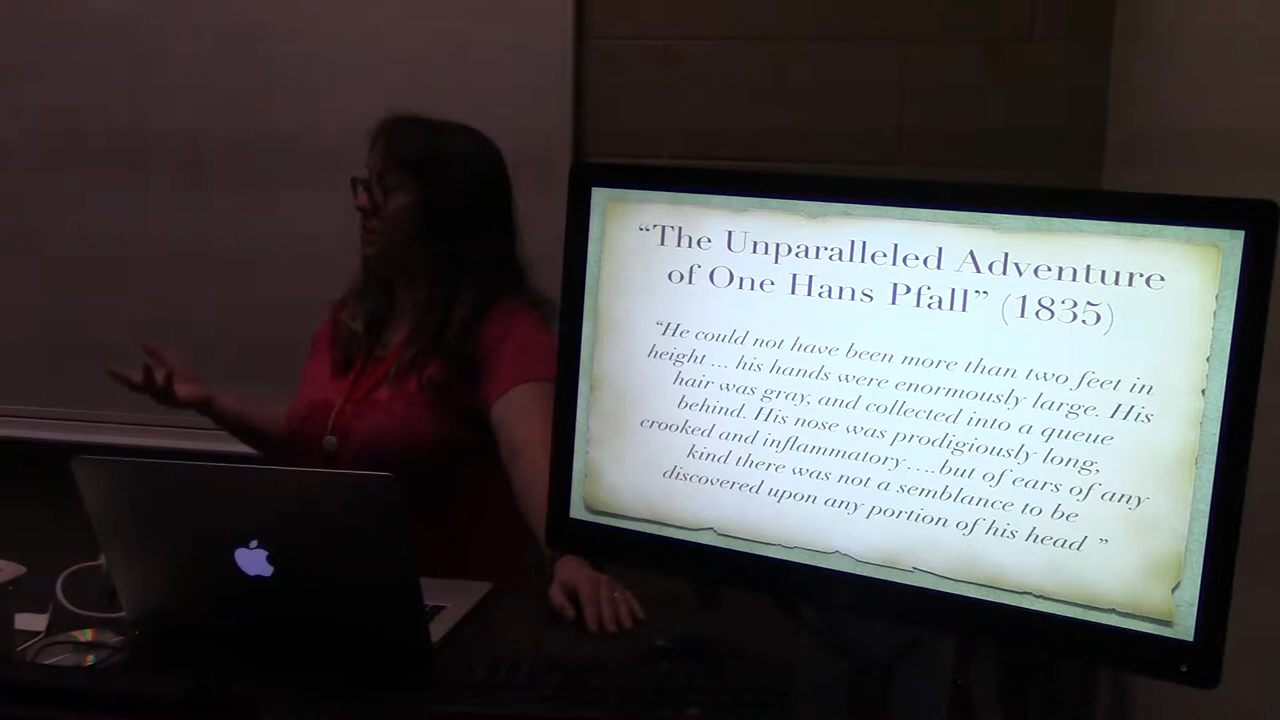 “The Unparalleled Adventure
of One Hans Pfall” (1835)
“He could not have been more than two feet in
height ... his hands were enormously large. His
hair was gray, and collected into a queue
behind. His nose was prodigiously long,
crooked and inflammatory....but of ears of any
kind there was not a semblance to be
discovered upon any portion of his head ”